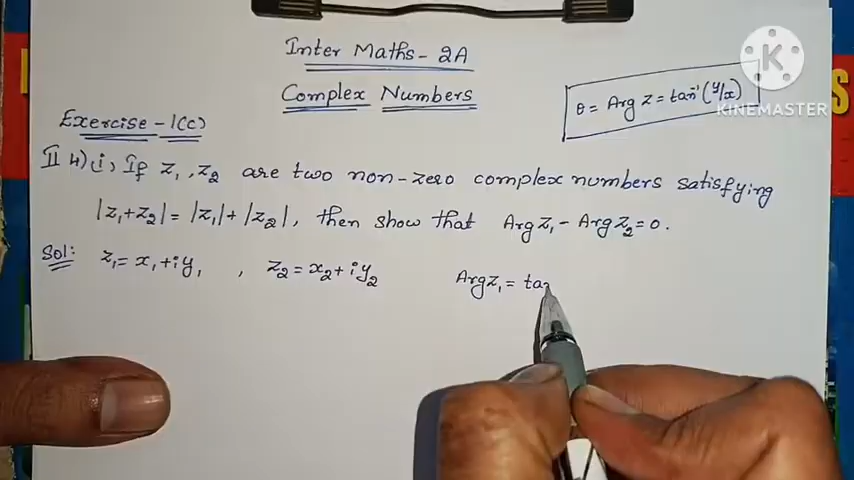 Inter Maths - 2A
Complex Numbers
θ = Arg z = tan⁻¹(y/x)
KINEMASTER
Exercise - 1(c)
II 4) (i) If z₁, z₂ are two non-zero complex numbers satisfying
|z₁+z₂| = |z₁| + |z₂|, then show that Arg z₁ - Arg z₂ = 0.
Sol: z₁ = x₁ + iy₁ , z₂ = x₂ + iy₂ Arg z₁ = ta